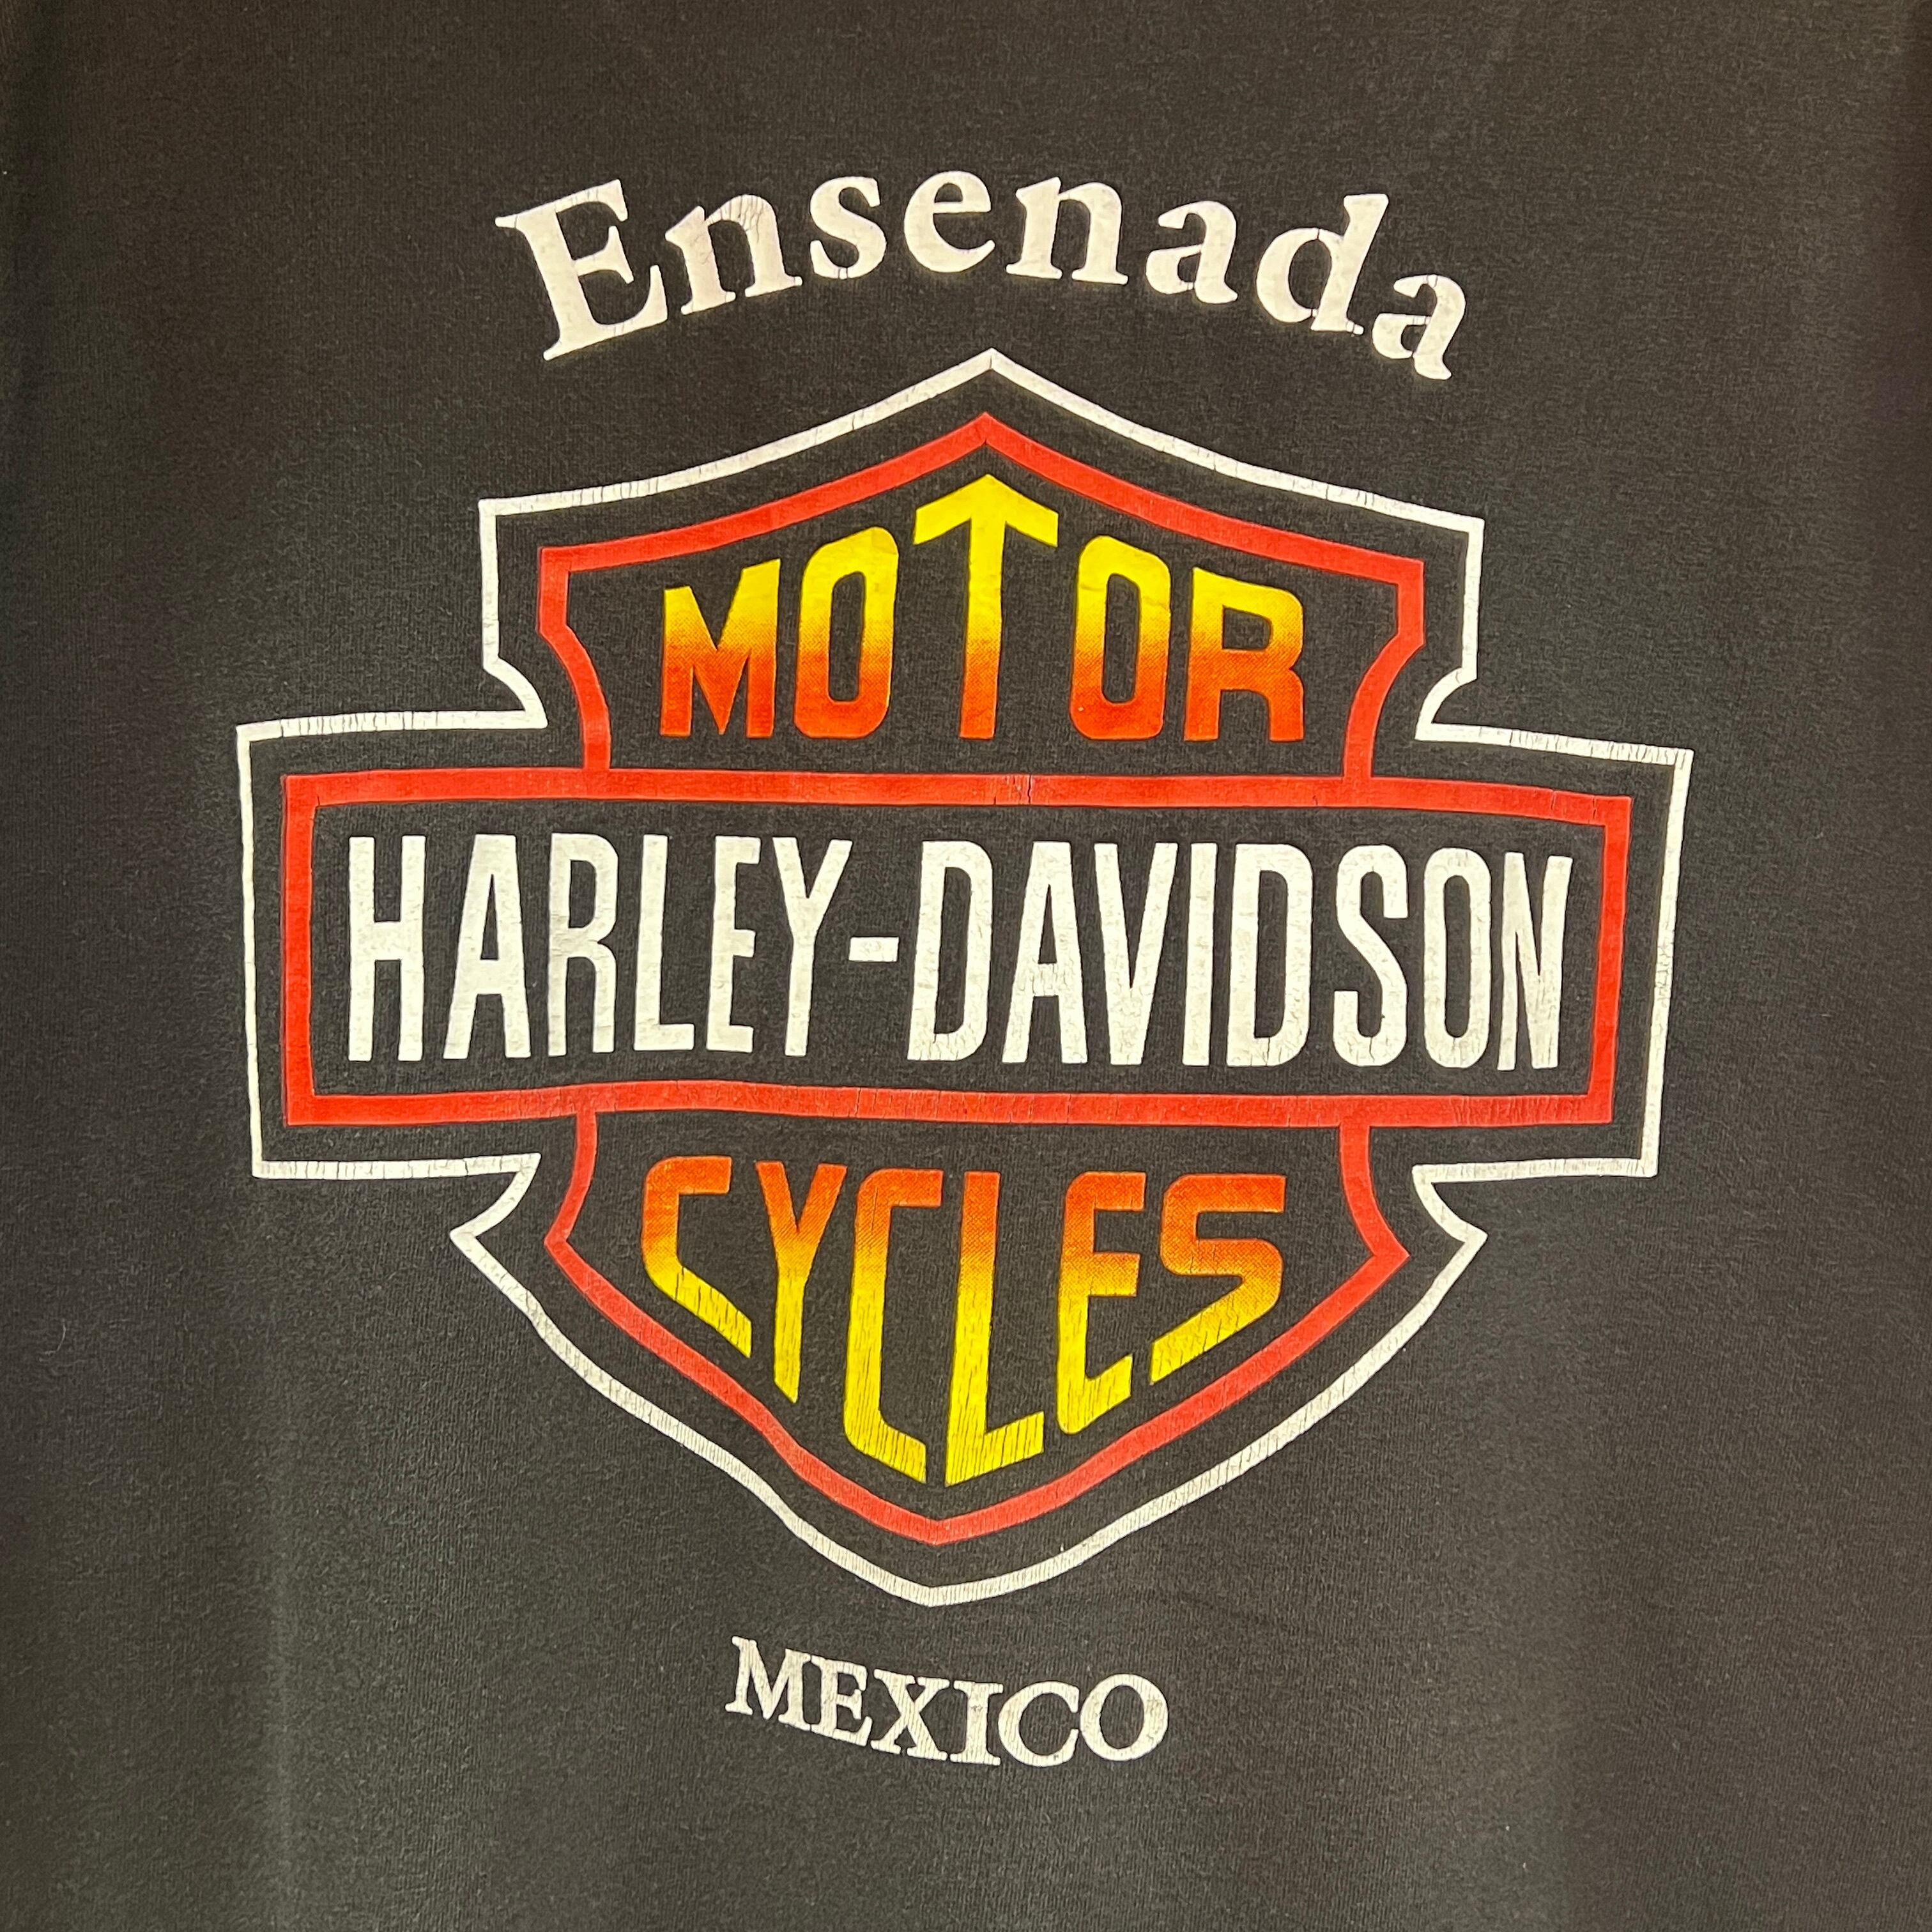 Ensenada
MOTOR
HARLEY-DAVIDSON
CYCLES
MEXICO